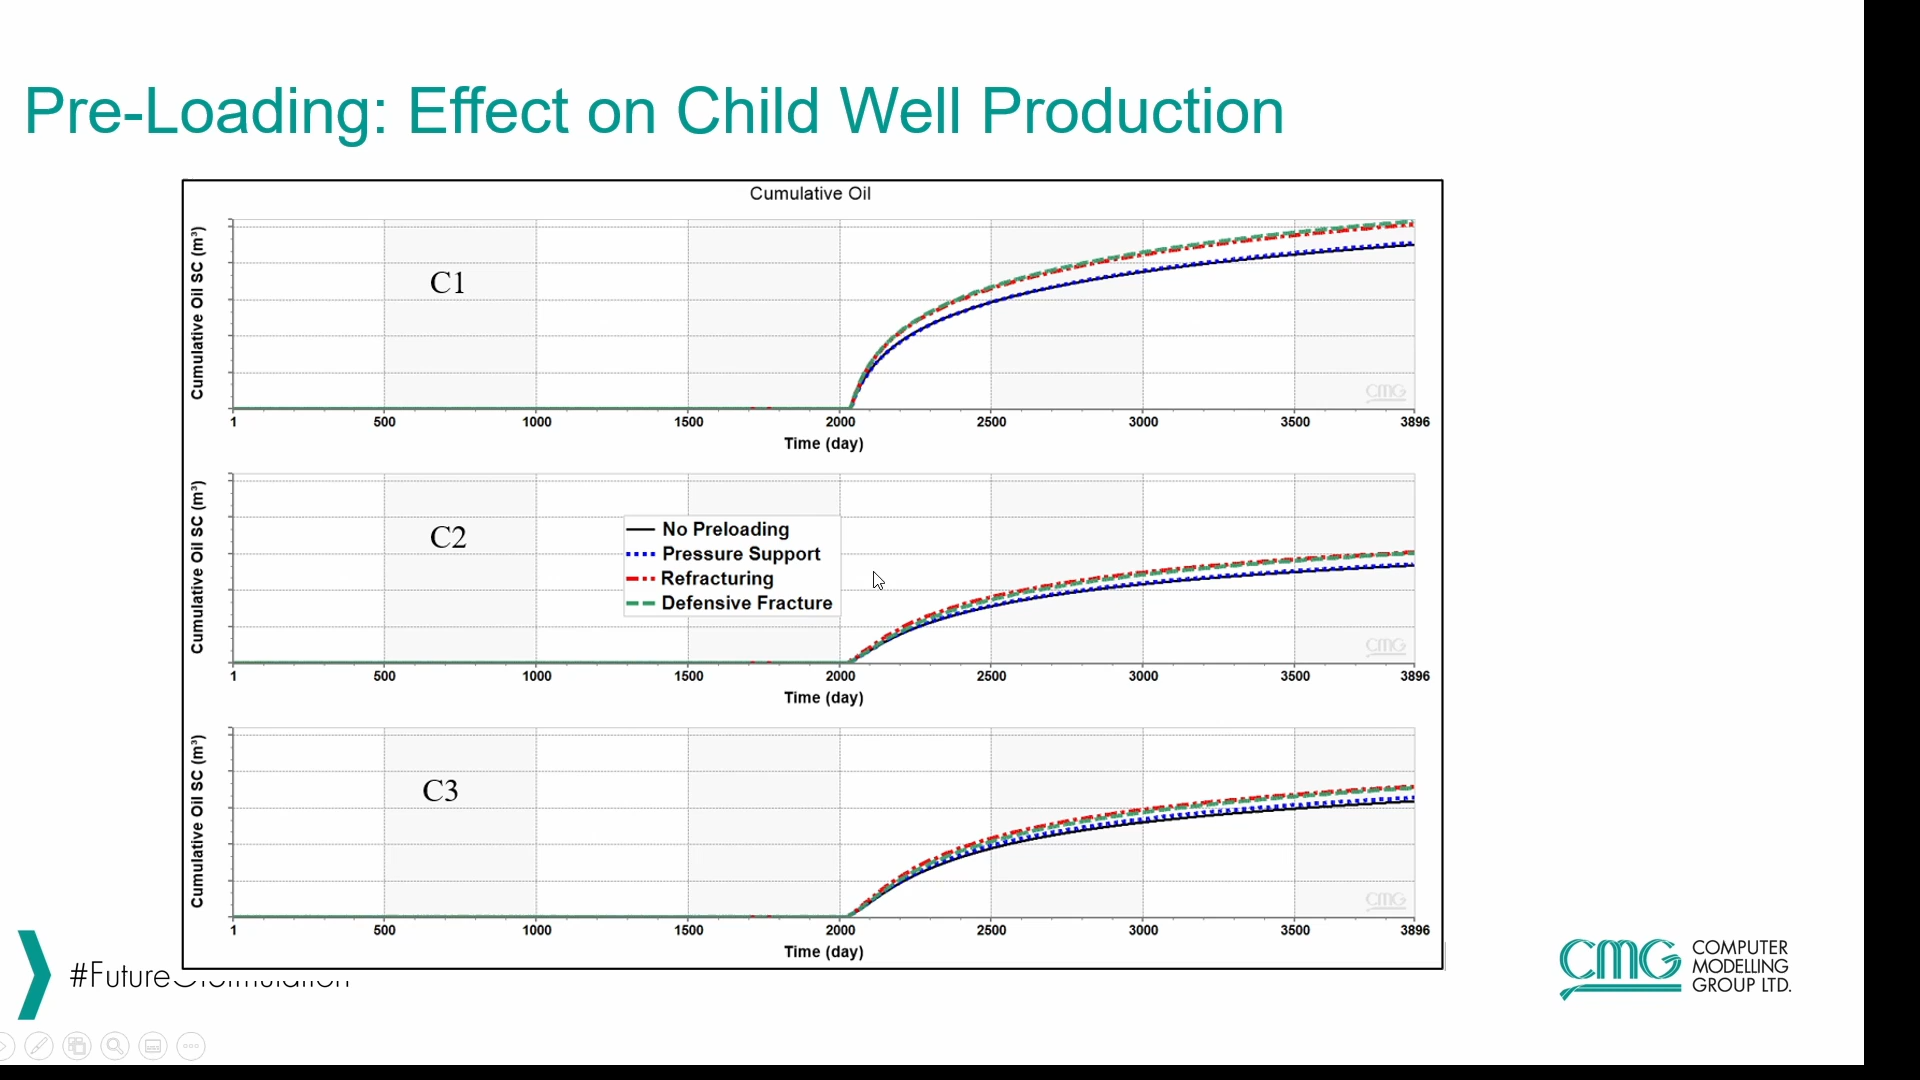 Pre-Loading: Effect on Child Well Production
Cumulative Oil
Cumulative Oil SC (m³)
C1
CMG
1 500 1000 1500 2000 2500 3000 3500 3896
Time (day)
Cumulative Oil SC (m³)
C2
No Preloading
Pressure Support
Refracturing
Defensive Fracture
CMG
1 500 1000 1500 2000 2500 3000 3500 3896
Time (day)
Cumulative Oil SC (m³)
C3
CMG
1 500 1000 1500 2000 2500 3000 3500 3896
Time (day)
CMG
COMPUTER
MODELLING
GROUP LTD.